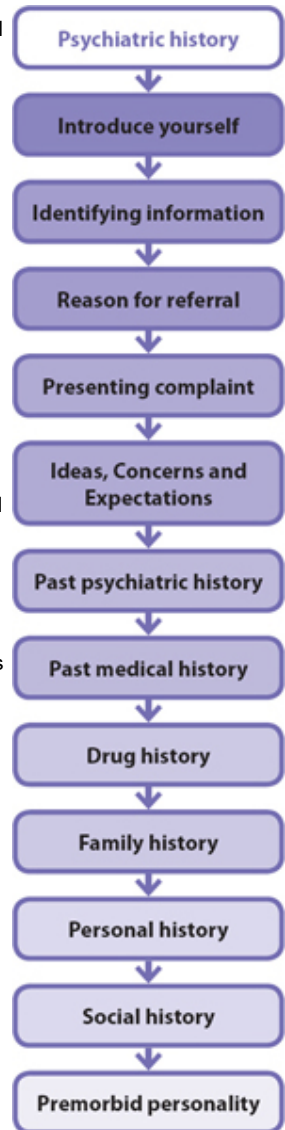 Psychiatric history
Introduce yourself
Identifying information
Reason for referral
Presenting complaint
Ideas, Concerns and
Expectations
Past psychiatric history
Past medical history
Drug history
Family history
Personal history
Social history
Premorbid personality